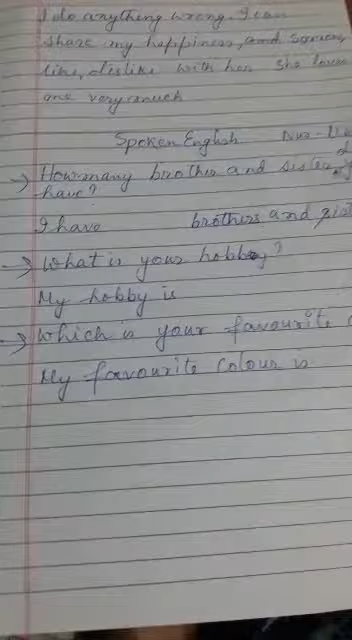 I do anything wrong. I can
share my happiness, and sorrow,
like, dislike with her. She loves
me very much
Spoken English
→ How many brother and sister
have?
I have brothers and
→ What is your hobby?
My hobby is
→ Which is your favourite
My favourite Colour is